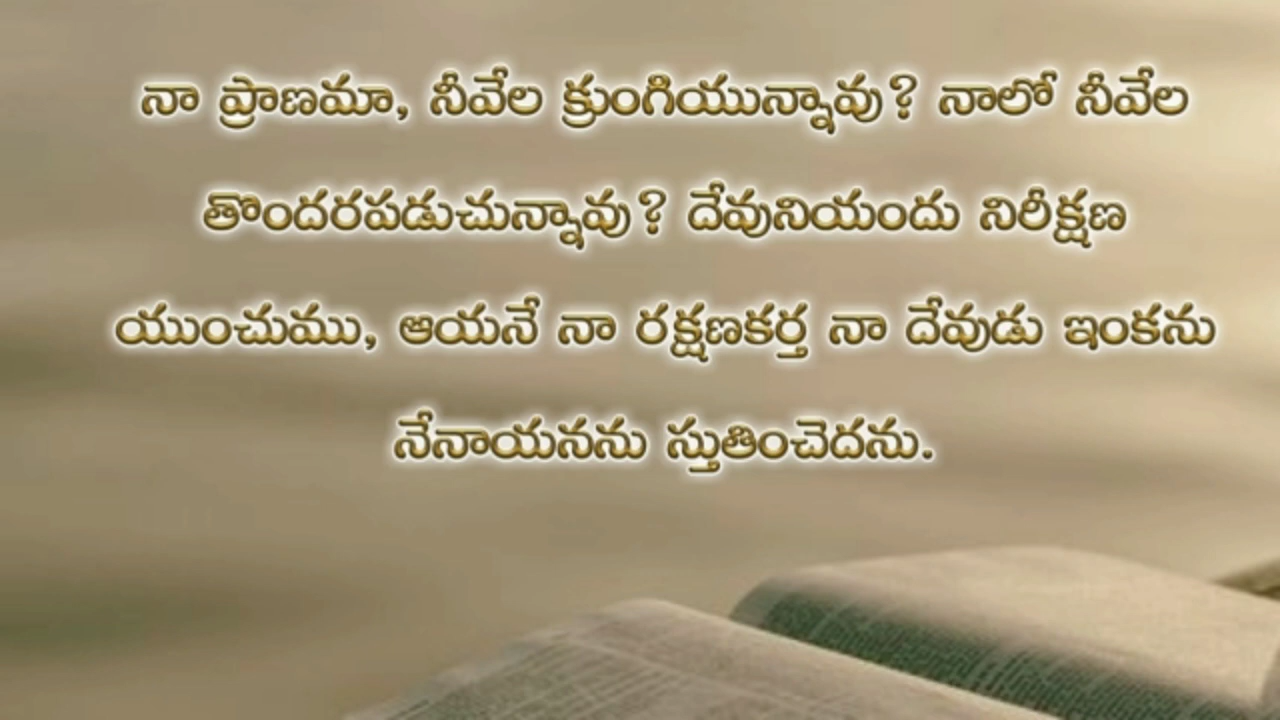 నా ప్రాణమా, నీవేల క్రుంగియున్నావు? నాలో నీవేల
తొందరపడుచున్నావు? దేవునియందు నిరీక్షణ
యుంచుము, ఆయనే నా రక్షణకర్త నా దేవుడు ఇంకను
నేనాయనను స్తుతించెదను.